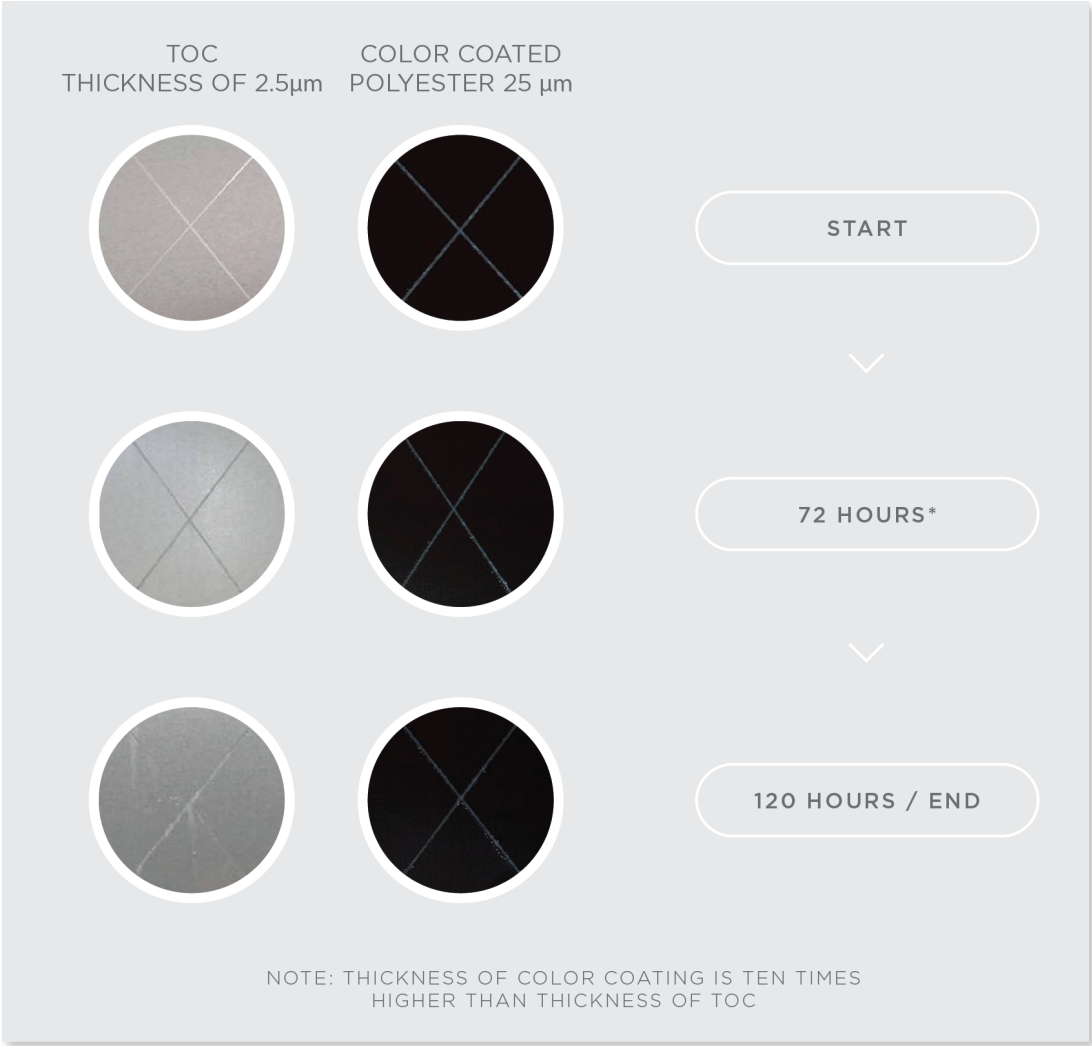 TOC
THICKNESS OF 2.5µm
COLOR COATED
POLYESTER 25 µm
START
72 HOURS*
120 HOURS / END
NOTE: THICKNESS OF COLOR COATING IS TEN TIMES
HIGHER THAN THICKNESS OF TOC